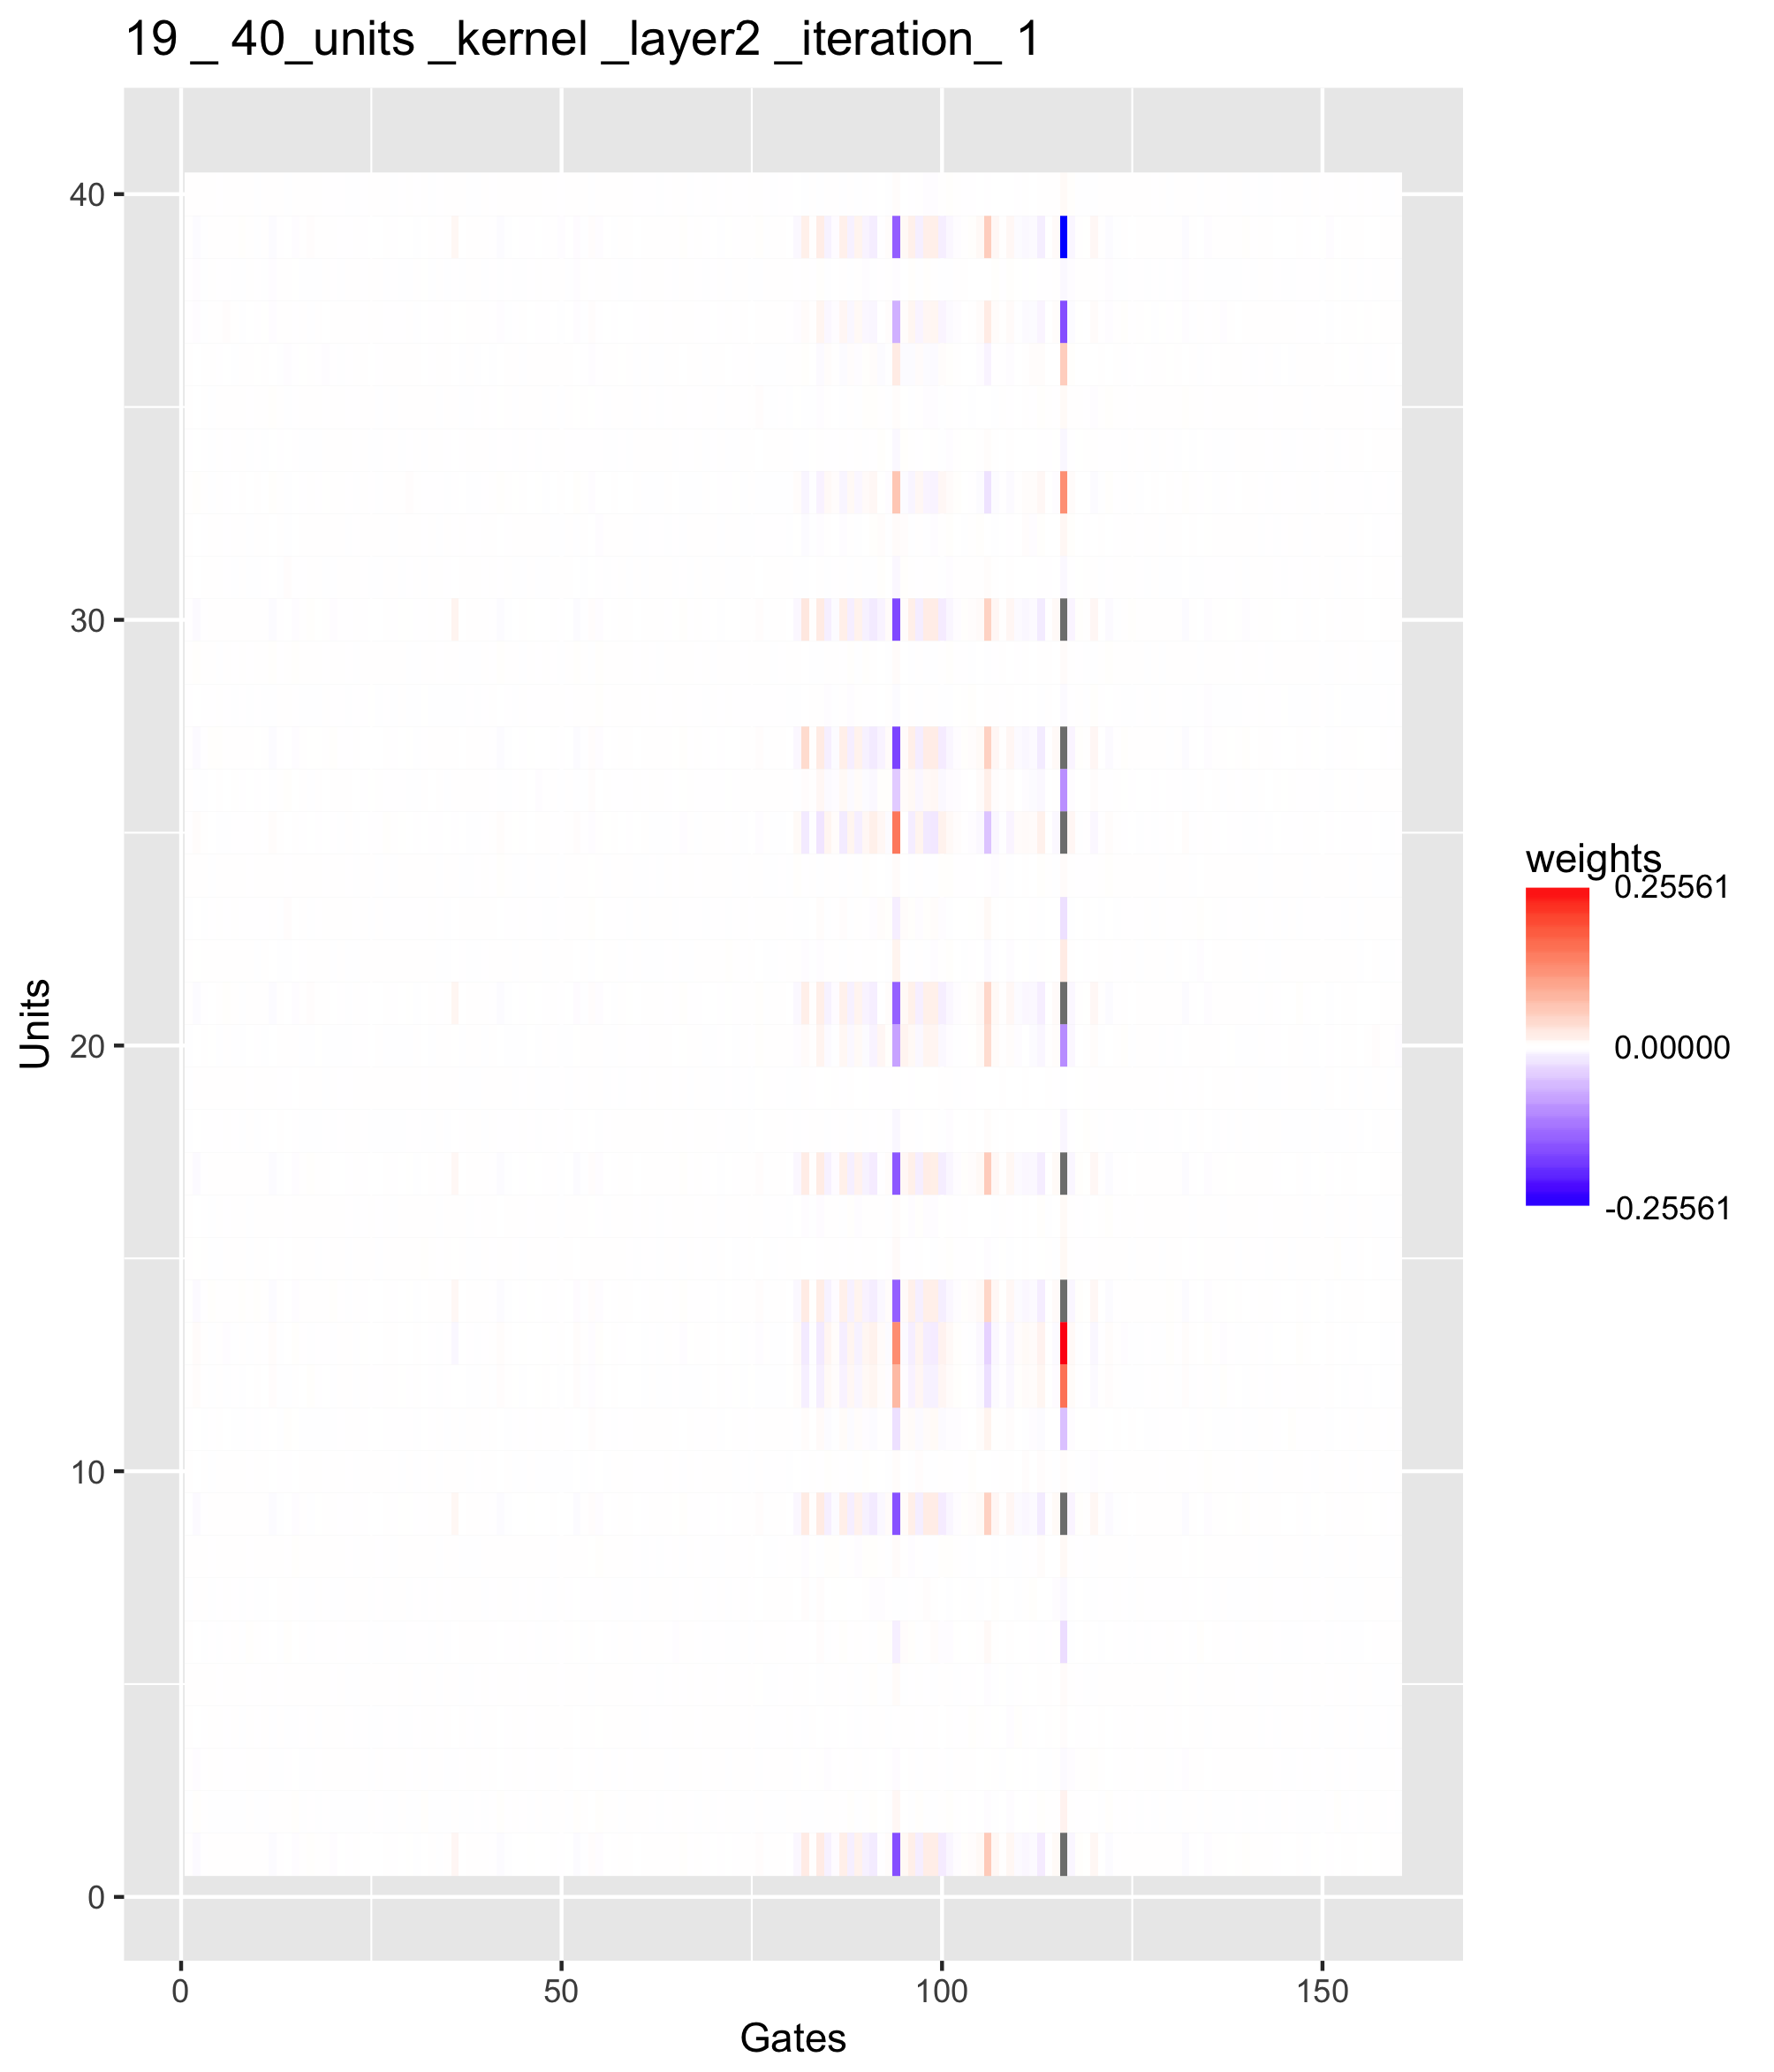 19 _ 40_units _kernel _layer2 _iteration_ 1
40
30
20
10
0
Units
0 50 100 150
Gates
weights
0.25561
0.00000
-0.25561